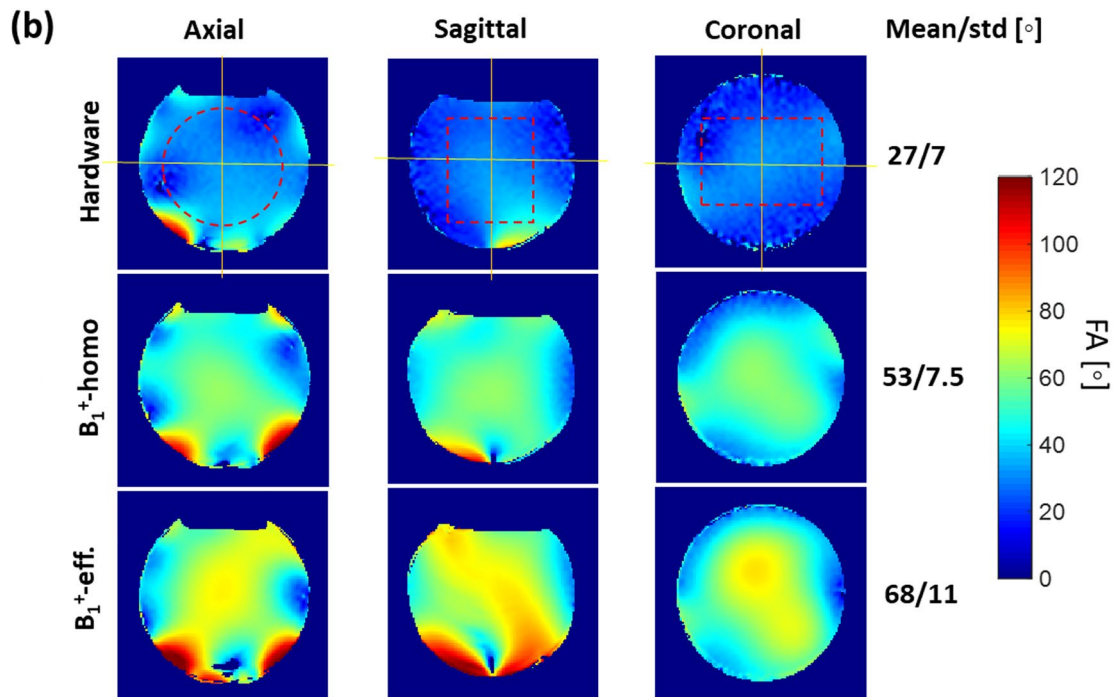 (b) Axial Sagittal Coronal Mean/std [◦]
Hardware 27/7
B₁⁺-homo 53/7.5
B₁⁺-eff. 68/11
120
100
80
60
40
20
0
FA [◦]